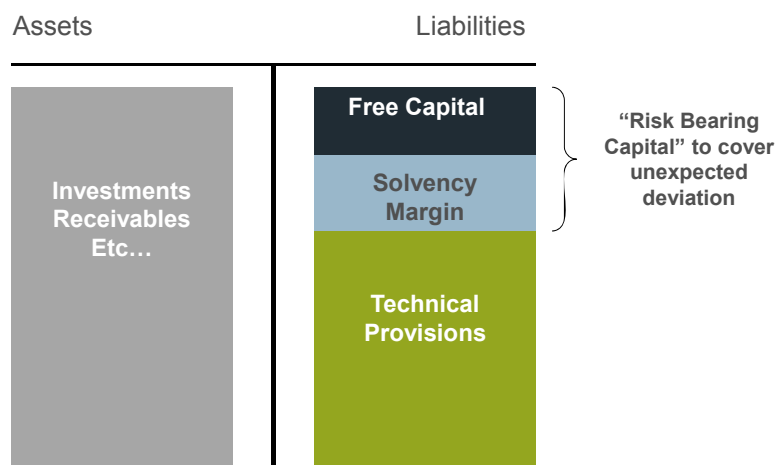 Assets
Liabilities
Free Capital
Solvency
Margin
“Risk Bearing
Capital” to cover
unexpected
deviation
Investments
Receivables
Etc…
Technical
Provisions